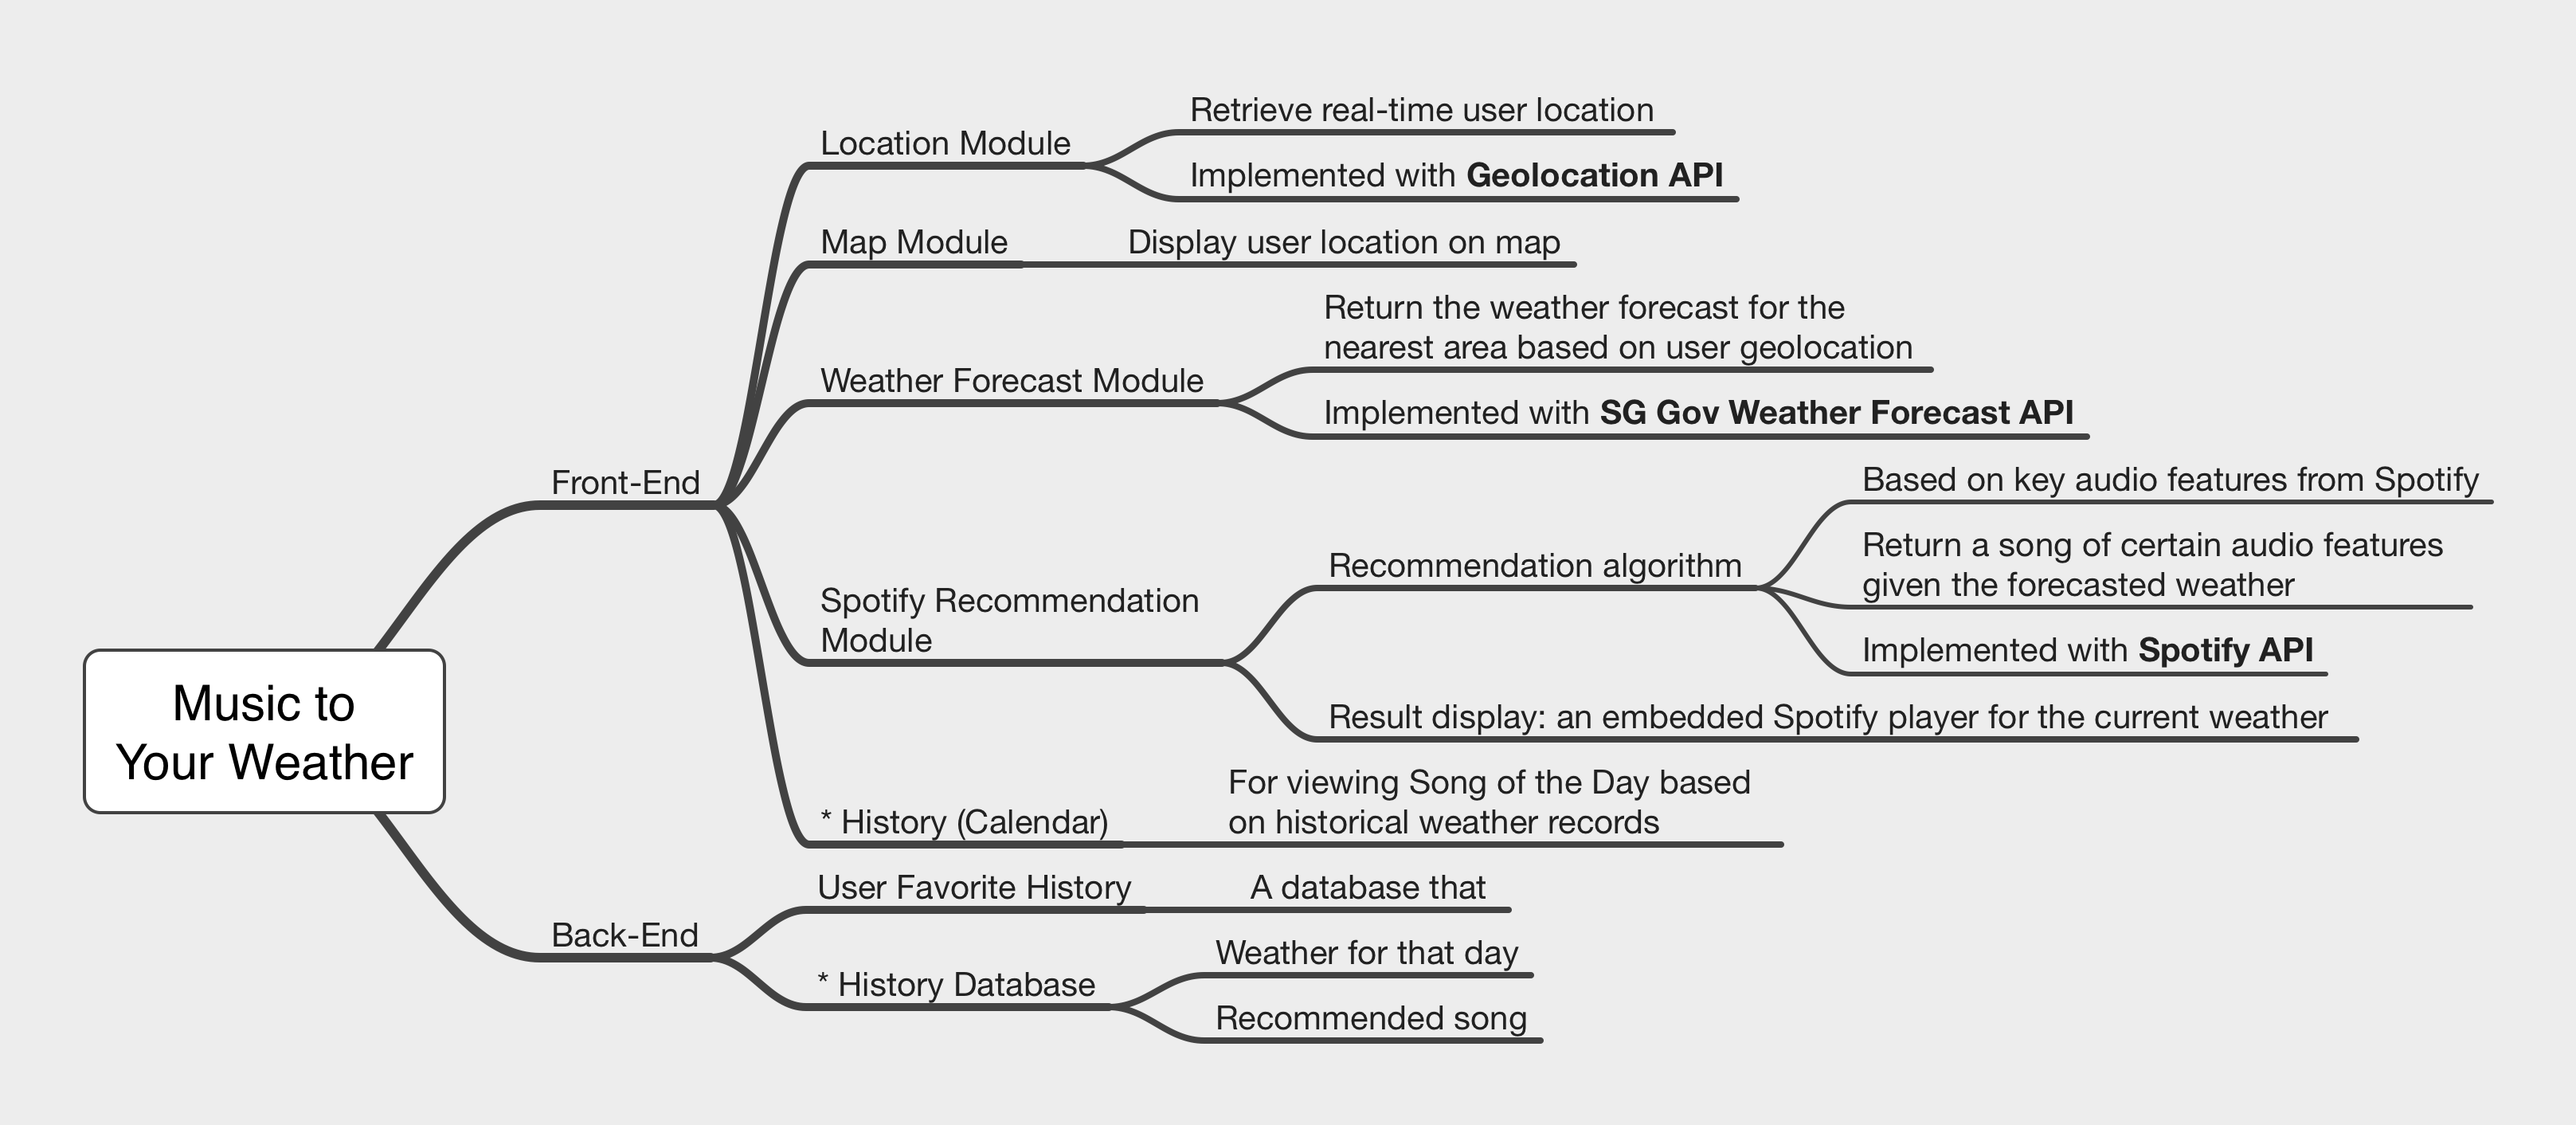 Music to
Your Weather
Front-End
Location Module
Retrieve real-time user location
Implemented with Geolocation API
Map Module
Display user location on map
Weather Forecast Module
Return the weather forecast for the
nearest area based on user geolocation
Implemented with SG Gov Weather Forecast API
Spotify Recommendation
Module
Recommendation algorithm
Based on key audio features from Spotify
Return a song of certain audio features
given the forecasted weather
Implemented with Spotify API
Result display: an embedded Spotify player for the current weather
* History (Calendar)
For viewing Song of the Day based
on historical weather records
Back-End
User Favorite History
A database that
* History Database
Weather for that day
Recommended song